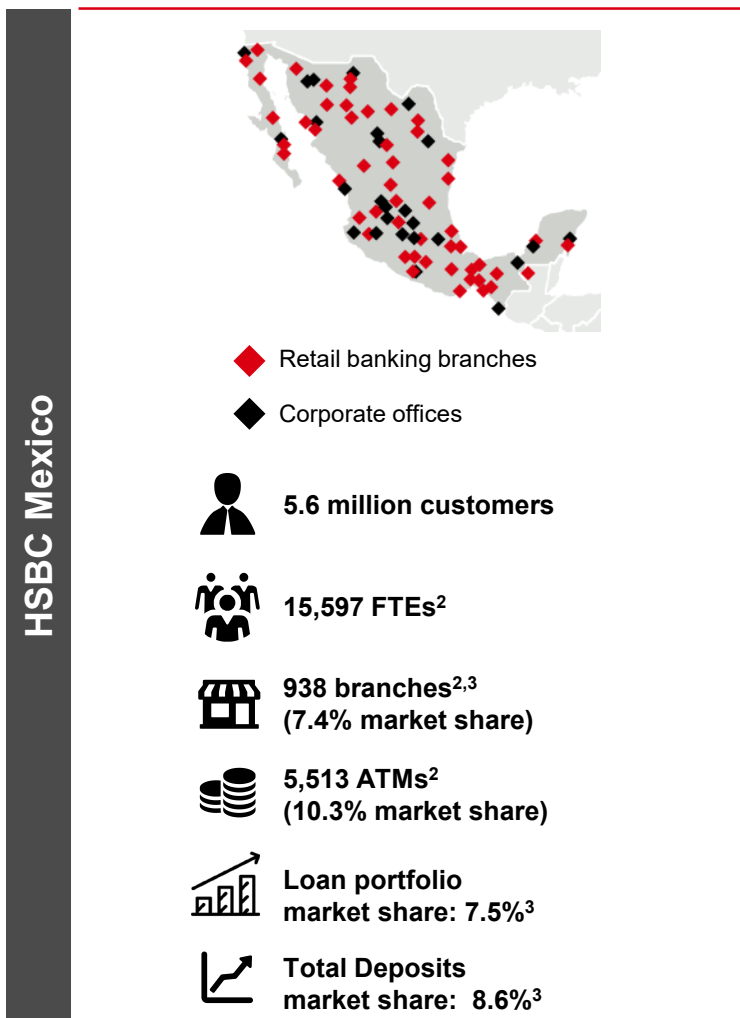 HSBC Mexico
Retail banking branches
Corporate offices
5.6 million customers
15,597 FTEs²
938 branches²,³
(7.4% market share)
5,513 ATMs²
(10.3% market share)
Loan portfolio
market share: 7.5%³
Total Deposits
market share: 8.6%³